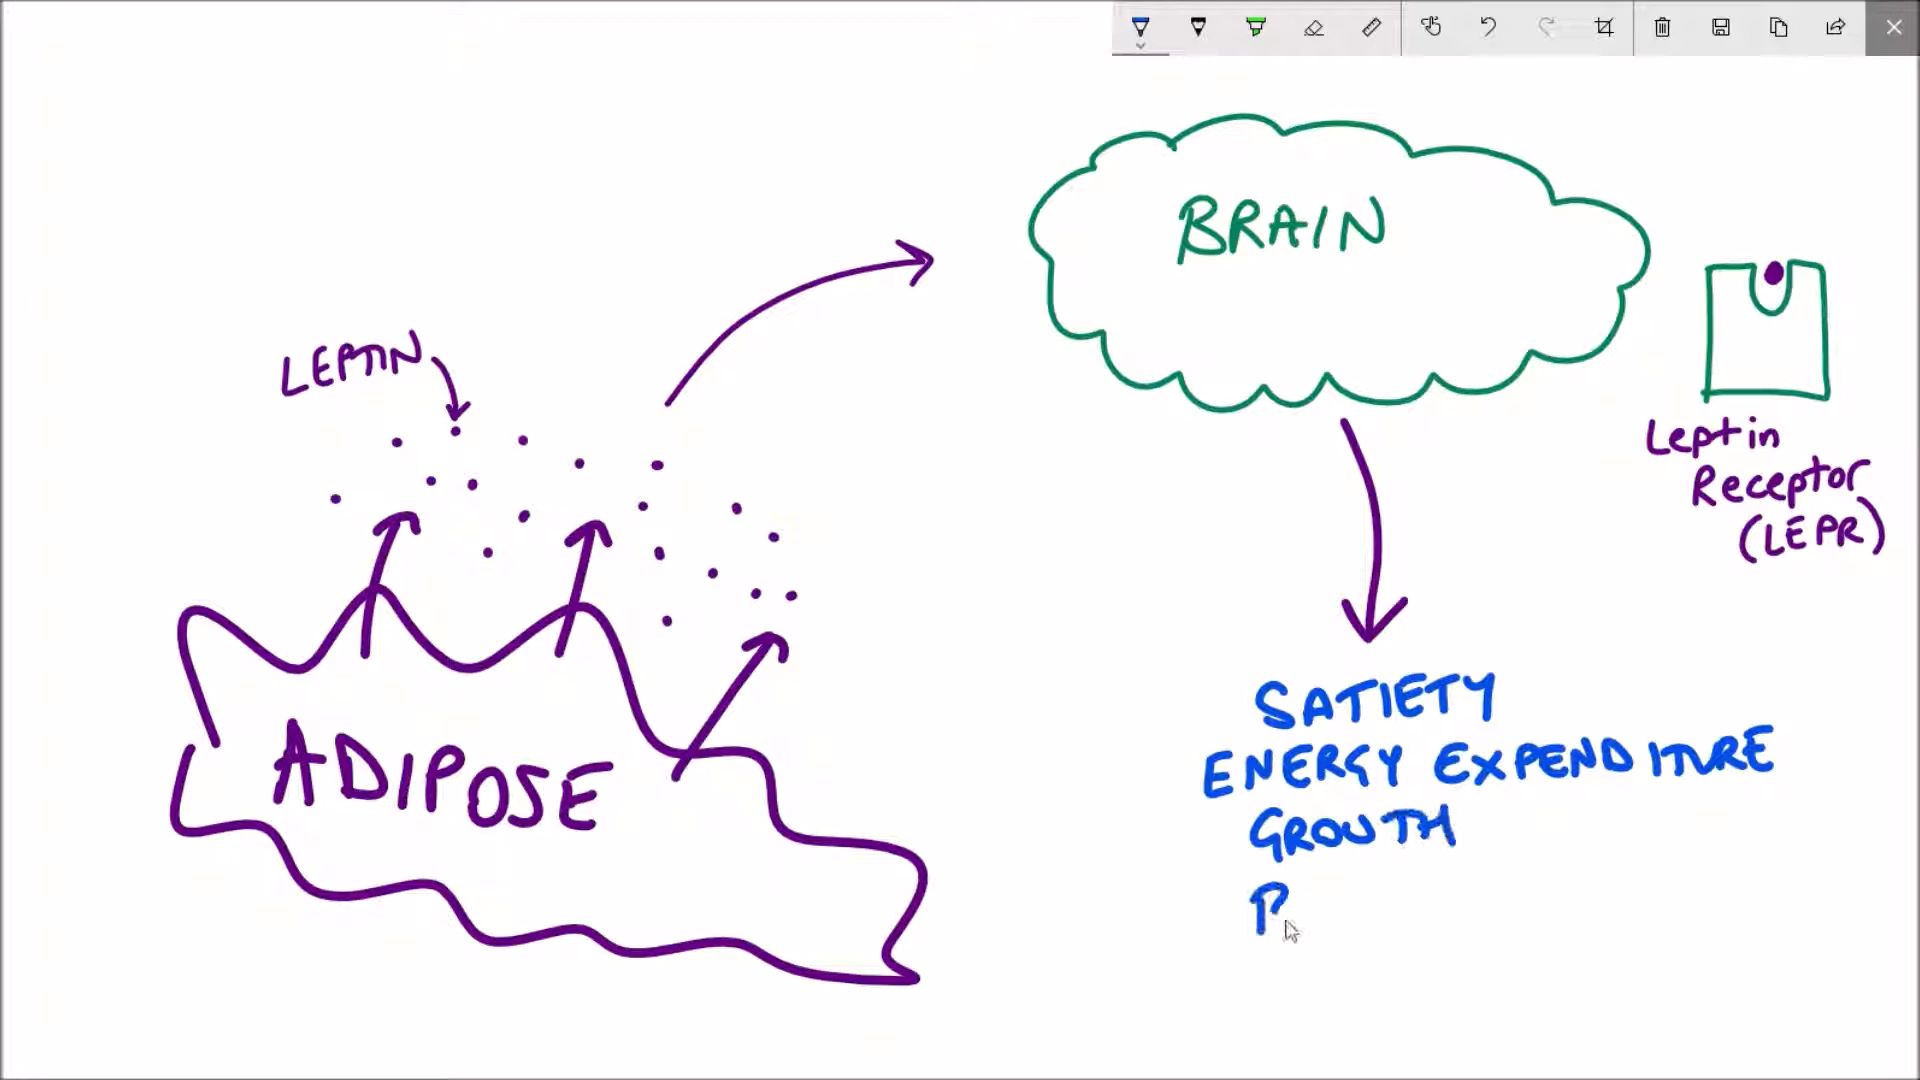 BRAIN
LEPTIN
Leptin
Receptor
(LEPR)
SATIETY
ENERGY EXPENDITURE
GROWTH
P
ADIPOSE